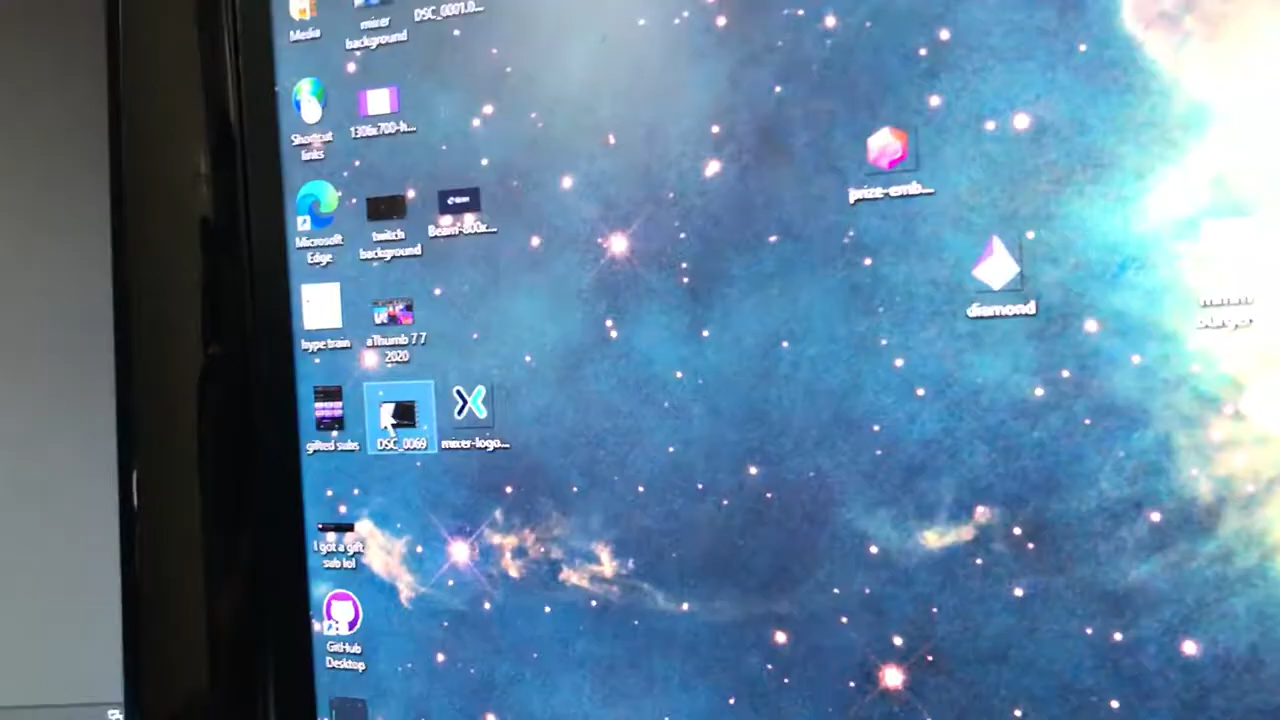 Media
mixer
background
DSC_0001.0...
Shortcut
links
1306x700-h...
Microsoft
Edge
twitch
background
Beam-800x...
hype train
aThumb 7 7
2020
gifted subs
DSC_0069
mixer-logo...
I got a gift
sub lol
GitHub
Desktop
prize-emb...
diamond